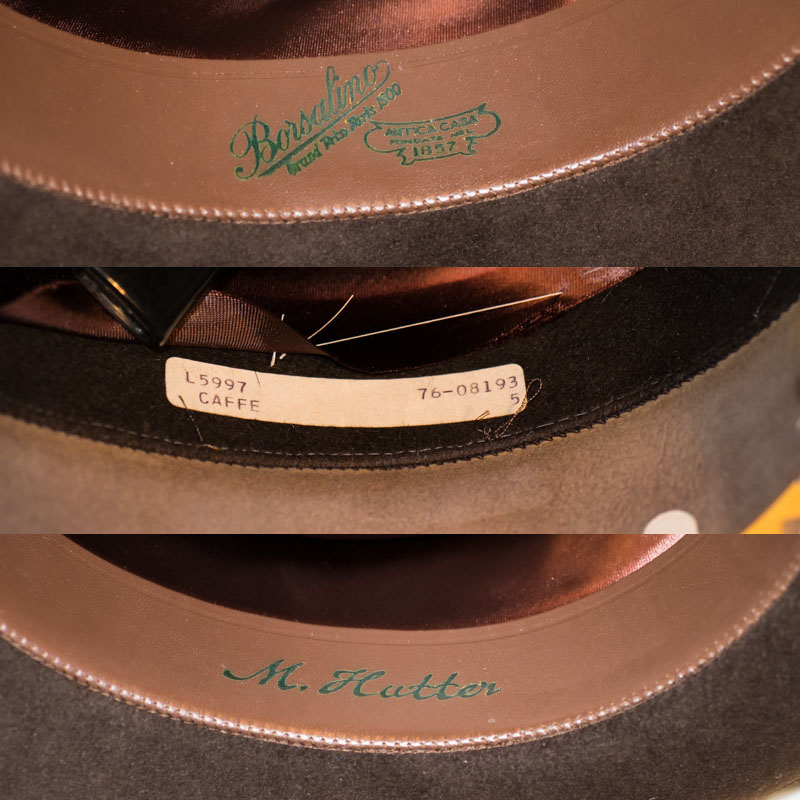 Borsalino
Grand Prix Paris 1900
ANTICA CASA
FONDATA NEL
1857
L5997 76-08193
CAFFE 5
M. Hutter